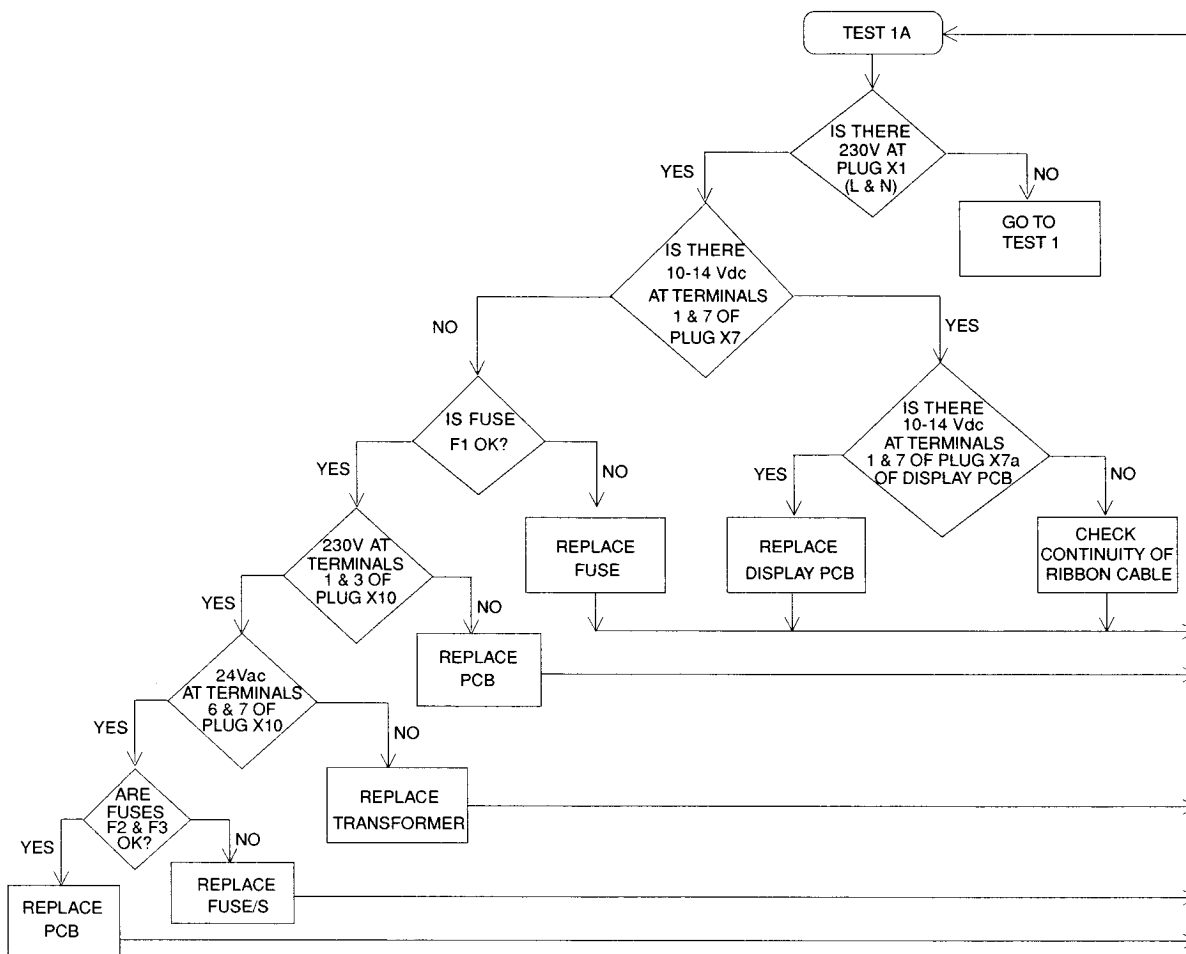 TEST 1A
IS THERE
230V AT
PLUG X1
(L & N)
YES
NO
GO TO
TEST 1
IS THERE
10-14 Vdc
AT TERMINALS
1 & 7 OF
PLUG X7
NO
YES
IS FUSE
F1 OK?
IS THERE
10-14 Vdc
AT TERMINALS
1 & 7 OF PLUG X7a
OF DISPLAY PCB
YES
NO
YES
NO
230V AT
TERMINALS
1 & 3 OF
PLUG X10
REPLACE
FUSE
REPLACE
DISPLAY PCB
CHECK
CONTINUITY OF
RIBBON CABLE
YES
NO
24Vac
AT TERMINALS
6 & 7 OF
PLUG X10
REPLACE
PCB
YES
NO
ARE
FUSES
F2 & F3
OK?
REPLACE
TRANSFORMER
YES
NO
REPLACE
PCB
REPLACE
FUSE/S